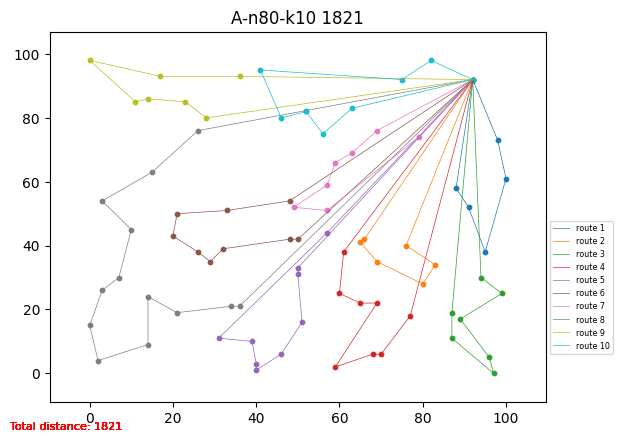 A-n80-k10 1821
100
80
60
40
20
0
0 20 40 60 80 100
route 1
route 2
route 3
route 4
route 5
route 6
route 7
route 8
route 9
route 10
Total distance: 1821